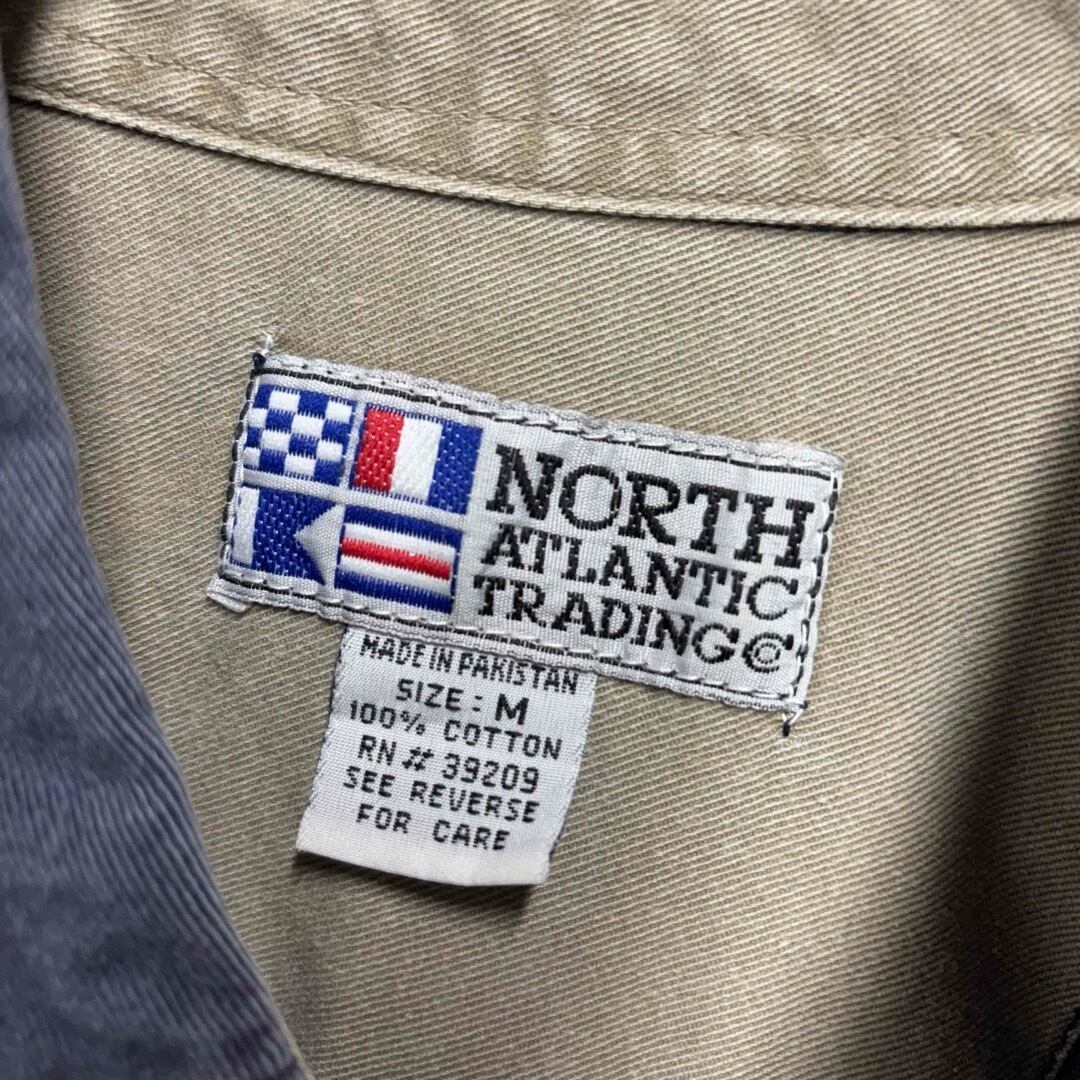 NORTH
ATLANTIC
TRADING©
MADE IN PAKISTAN
SIZE: M
100% COTTON
RN # 39209
SEE REVERSE
FOR CARE